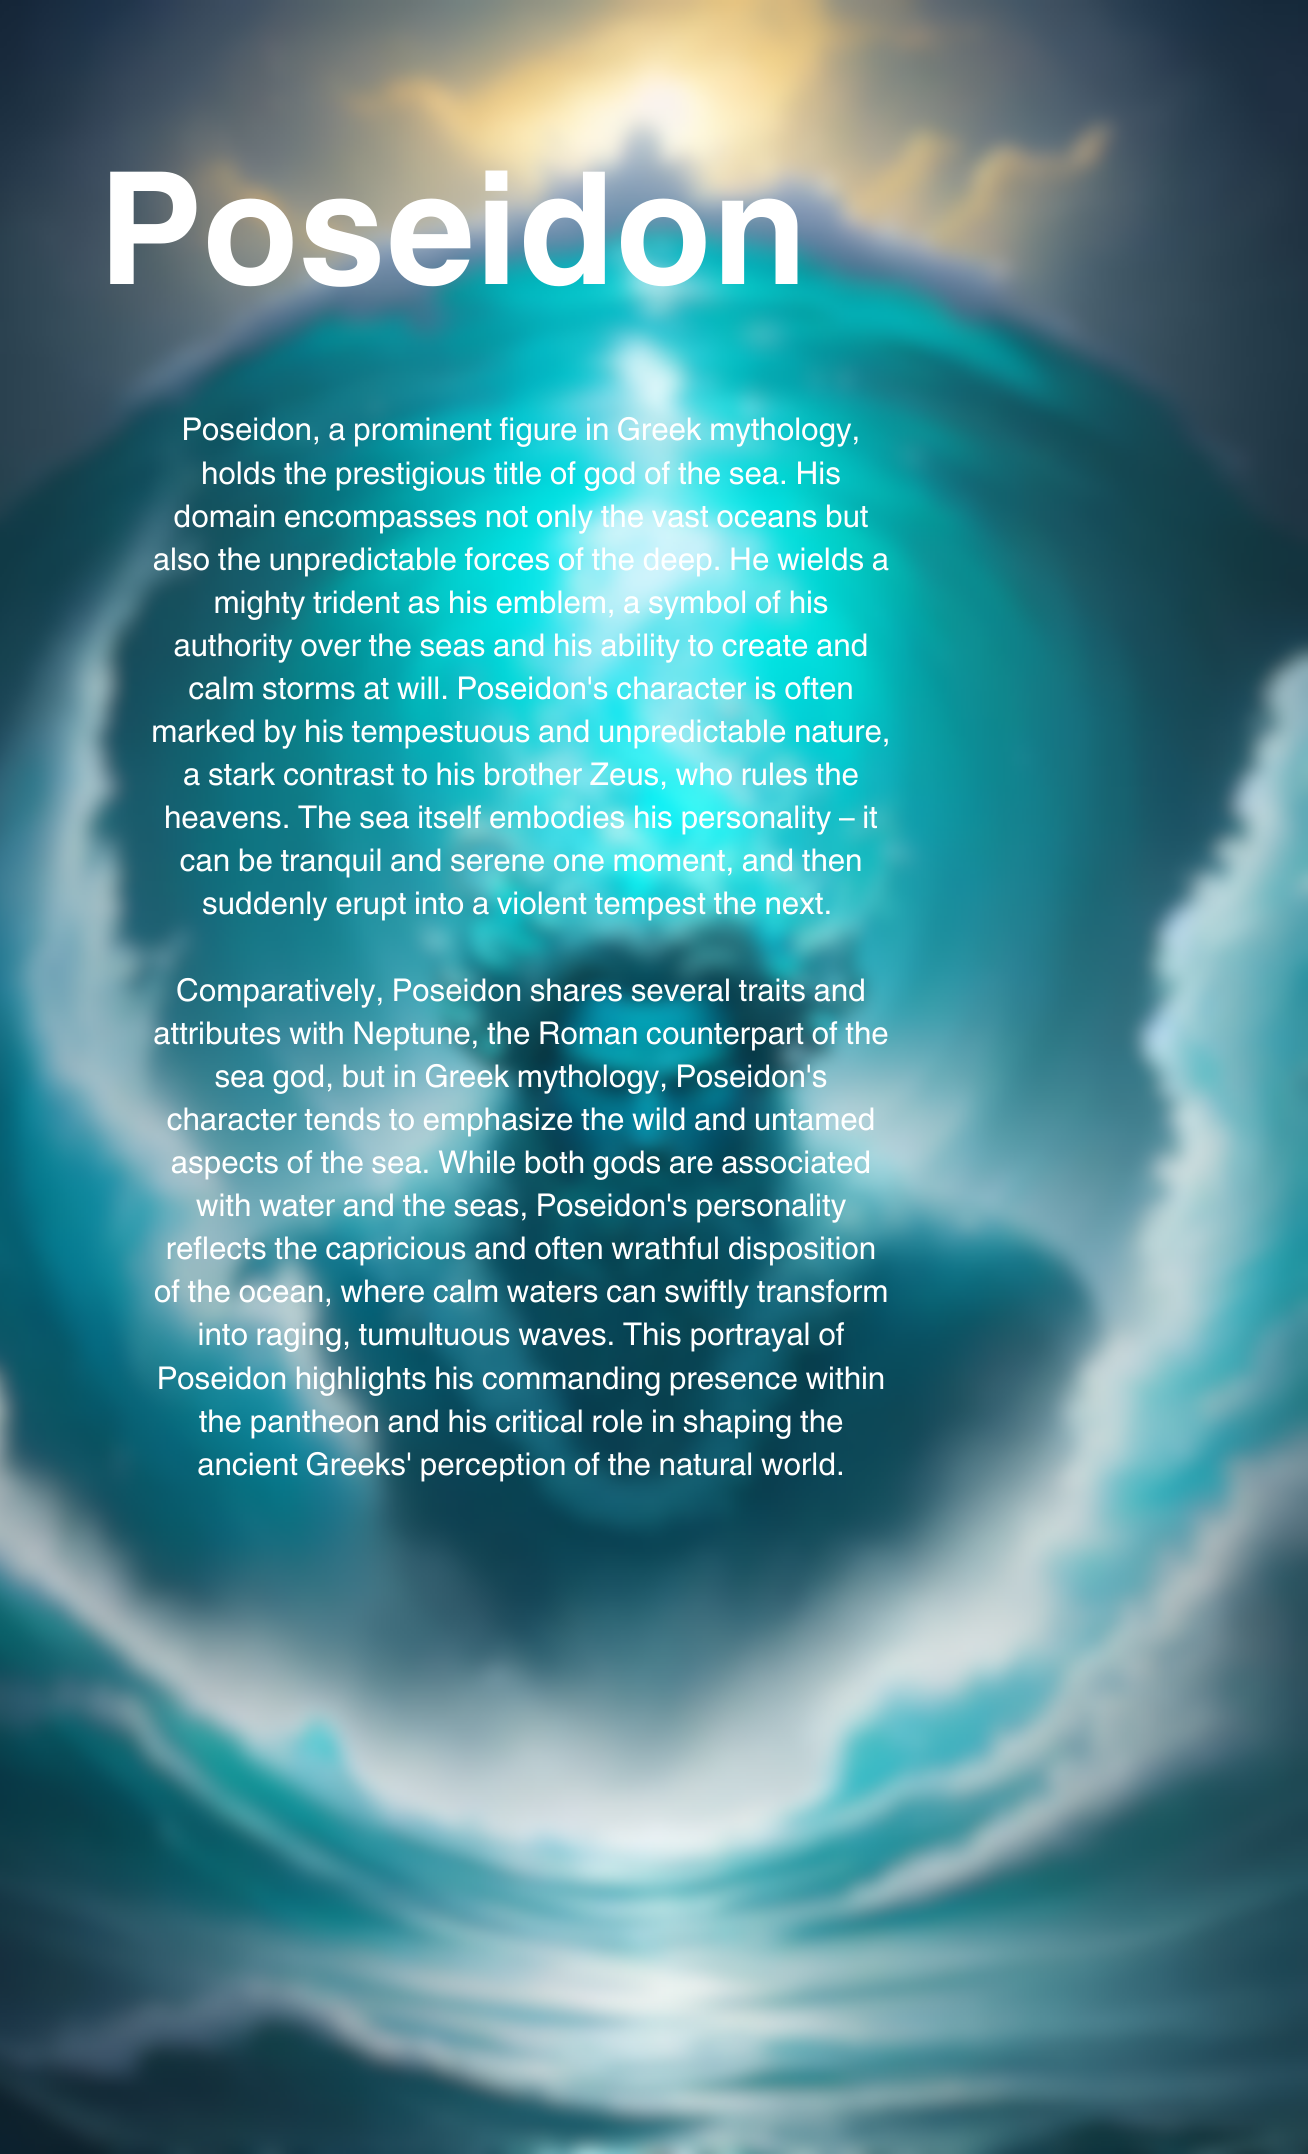 Poseidon
Poseidon, a prominent figure in Greek mythology,
holds the prestigious title of god of the sea. His
domain encompasses not only the vast oceans but
also the unpredictable forces of the deep. He wields a
mighty trident as his emblem, a symbol of his
authority over the seas and his ability to create and
calm storms at will. Poseidon's character is often
marked by his tempestuous and unpredictable nature,
a stark contrast to his brother Zeus, who rules the
heavens. The sea itself embodies his personality – it
can be tranquil and serene one moment, and then
suddenly erupt into a violent tempest the next.
Comparatively, Poseidon shares several traits and
attributes with Neptune, the Roman counterpart of the
sea god, but in Greek mythology, Poseidon's
character tends to emphasize the wild and untamed
aspects of the sea. While both gods are associated
with water and the seas, Poseidon's personality
reflects the capricious and often wrathful disposition
of the ocean, where calm waters can swiftly transform
into raging, tumultuous waves. This portrayal of
Poseidon highlights his commanding presence within
the pantheon and his critical role in shaping the
ancient Greeks' perception of the natural world.